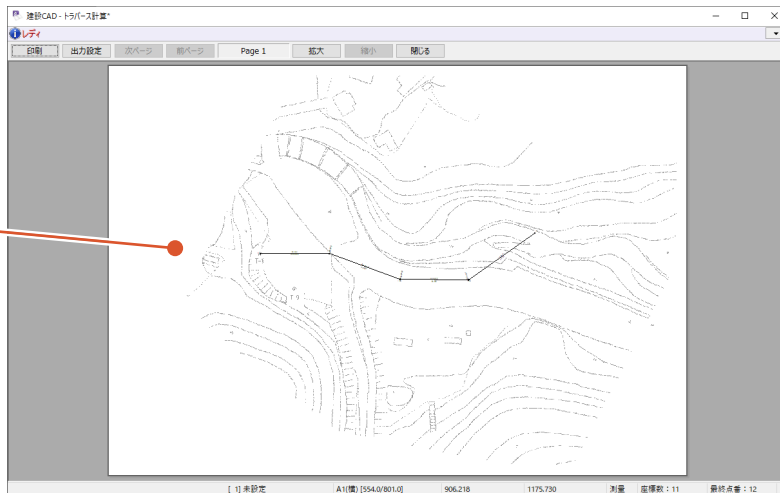 建設CAD - トラバース計算*
レディ
印刷 出力設定 次ページ 前ページ Page 1 拡大 縮小 閉じる
T-1
T-9
[ 1] 未設定 A1(横) [554.0/801.0] 906.218 1175.730 測量 座標数：11 最終点番：12